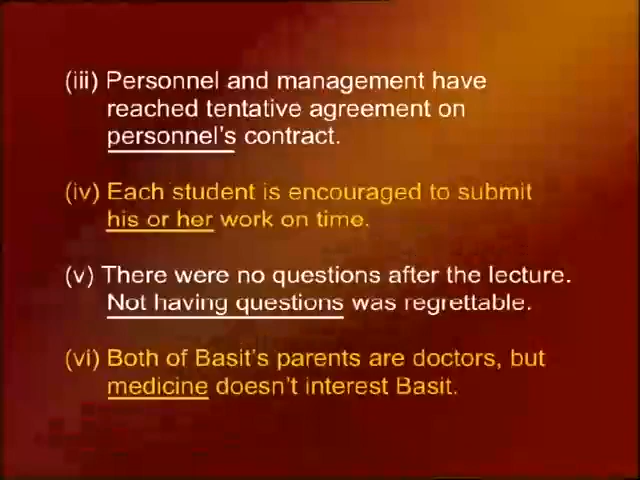 (iii) Personnel and management have
reached tentative agreement on
personnel's contract.
(iv) Each student is encouraged to submit
his or her work on time.
(v) There were no questions after the lecture.
Not having questions was regrettable.
(vi) Both of Basit's parents are doctors, but
medicine doesn't interest Basit.